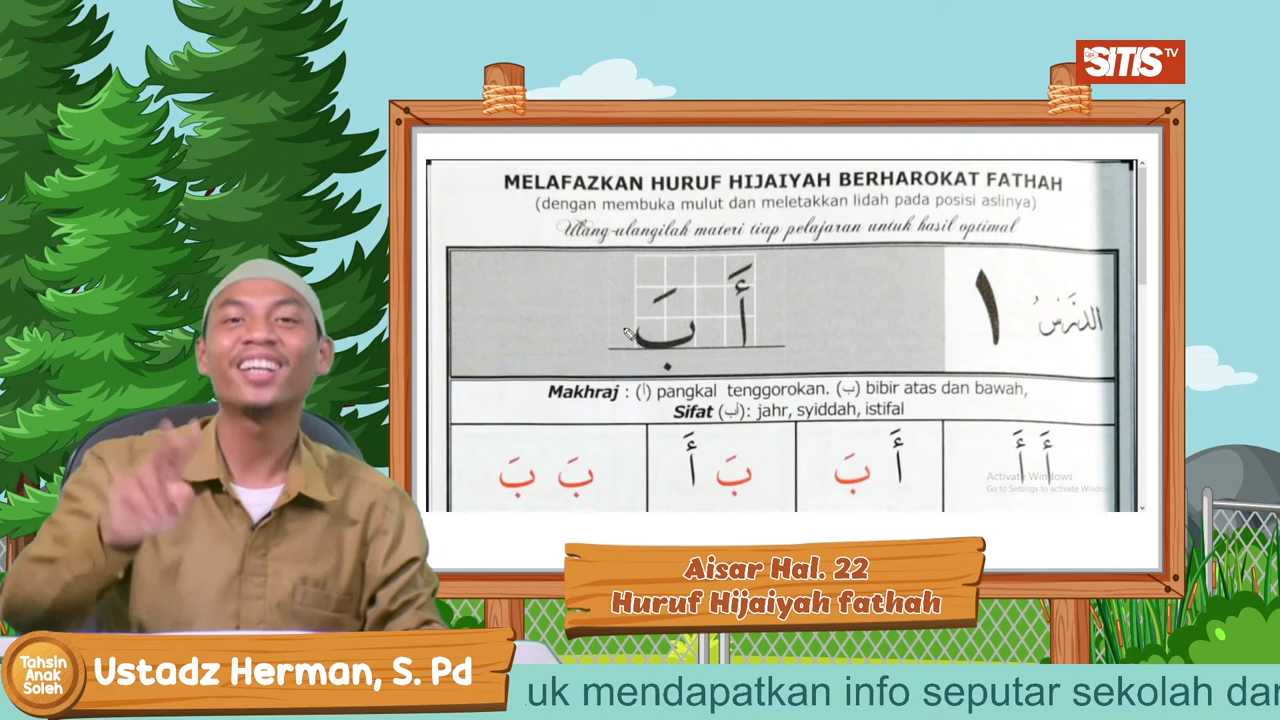 SITIS TV
MELAFAZKAN HURUF HIJAIYAH BERHAROKAT FATHAH
(dengan membuka mulut dan meletakkan lidah pada posisi aslinya)
Ulang-ulangilah materi tiap pelajaran untuk hasil optimal
أَ بَ
الدَّرْسُ ١
Makhraj : (أ) pangkal tenggorokan. (ب) bibir atas dan bawah,
Sifat (أب): jahr, syiddah, istifal
أَ أَ
أَ بَ
بَ أَ
بَ بَ
Activate Windows
Go to Settings to activate
Aisar Hal. 22
Huruf Hijaiyah fathah
Tahsin
Anak
Soleh
Ustadz Herman, S. Pd
uk mendapatkan info seputar sekolah dar